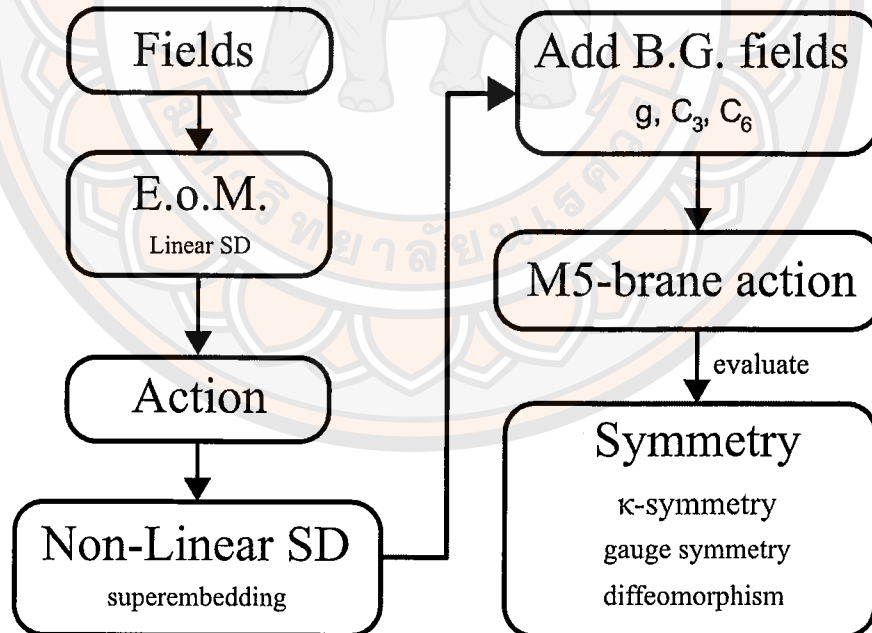 Fields
E.o.M.
Linear SD
Action
Non-Linear SD
superembedding
Add B.G. fields
g, C₃, C₆
M5-brane action
evaluate
Symmetry
κ-symmetry
gauge symmetry
diffeomorphism